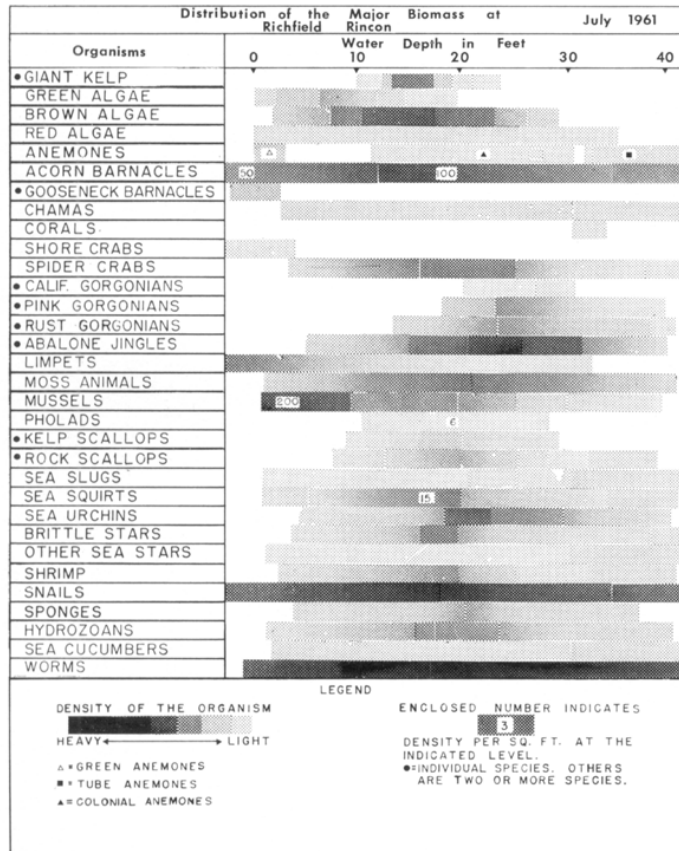 Distribution of the Major Biomass at
Richfield Rincon
July 1961
Organisms
Water Depth in Feet
0 10 20 30 40
•GIANT KELP
GREEN ALGAE
BROWN ALGAE
RED ALGAE
ANEMONES △ ▲ ■
ACORN BARNACLES 50 100
•GOOSENECK BARNACLES
CHAMAS
CORALS
SHORE CRABS
SPIDER CRABS
•CALIF. GORGONIANS
•PINK GORGONIANS
•RUST GORGONIANS
•ABALONE JINGLES
LIMPETS
MOSS ANIMALS
MUSSELS 200
PHOLADS 6
•KELP SCALLOPS
•ROCK SCALLOPS
SEA SLUGS
SEA SQUIRTS 15
SEA URCHINS
BRITTLE STARS
OTHER SEA STARS
SHRIMP
SNAILS
SPONGES
HYDROZOANS
SEA CUCUMBERS
WORMS
LEGEND
DENSITY OF THE ORGANISM
HEAVY LIGHT
△ = GREEN ANEMONES
■ = TUBE ANEMONES
▲ = COLONIAL ANEMONES
ENCLOSED NUMBER INDICATES
3
DENSITY PER SQ. FT. AT THE
INDICATED LEVEL.
•=INDIVIDUAL SPECIES. OTHERS
ARE TWO OR MORE SPECIES.